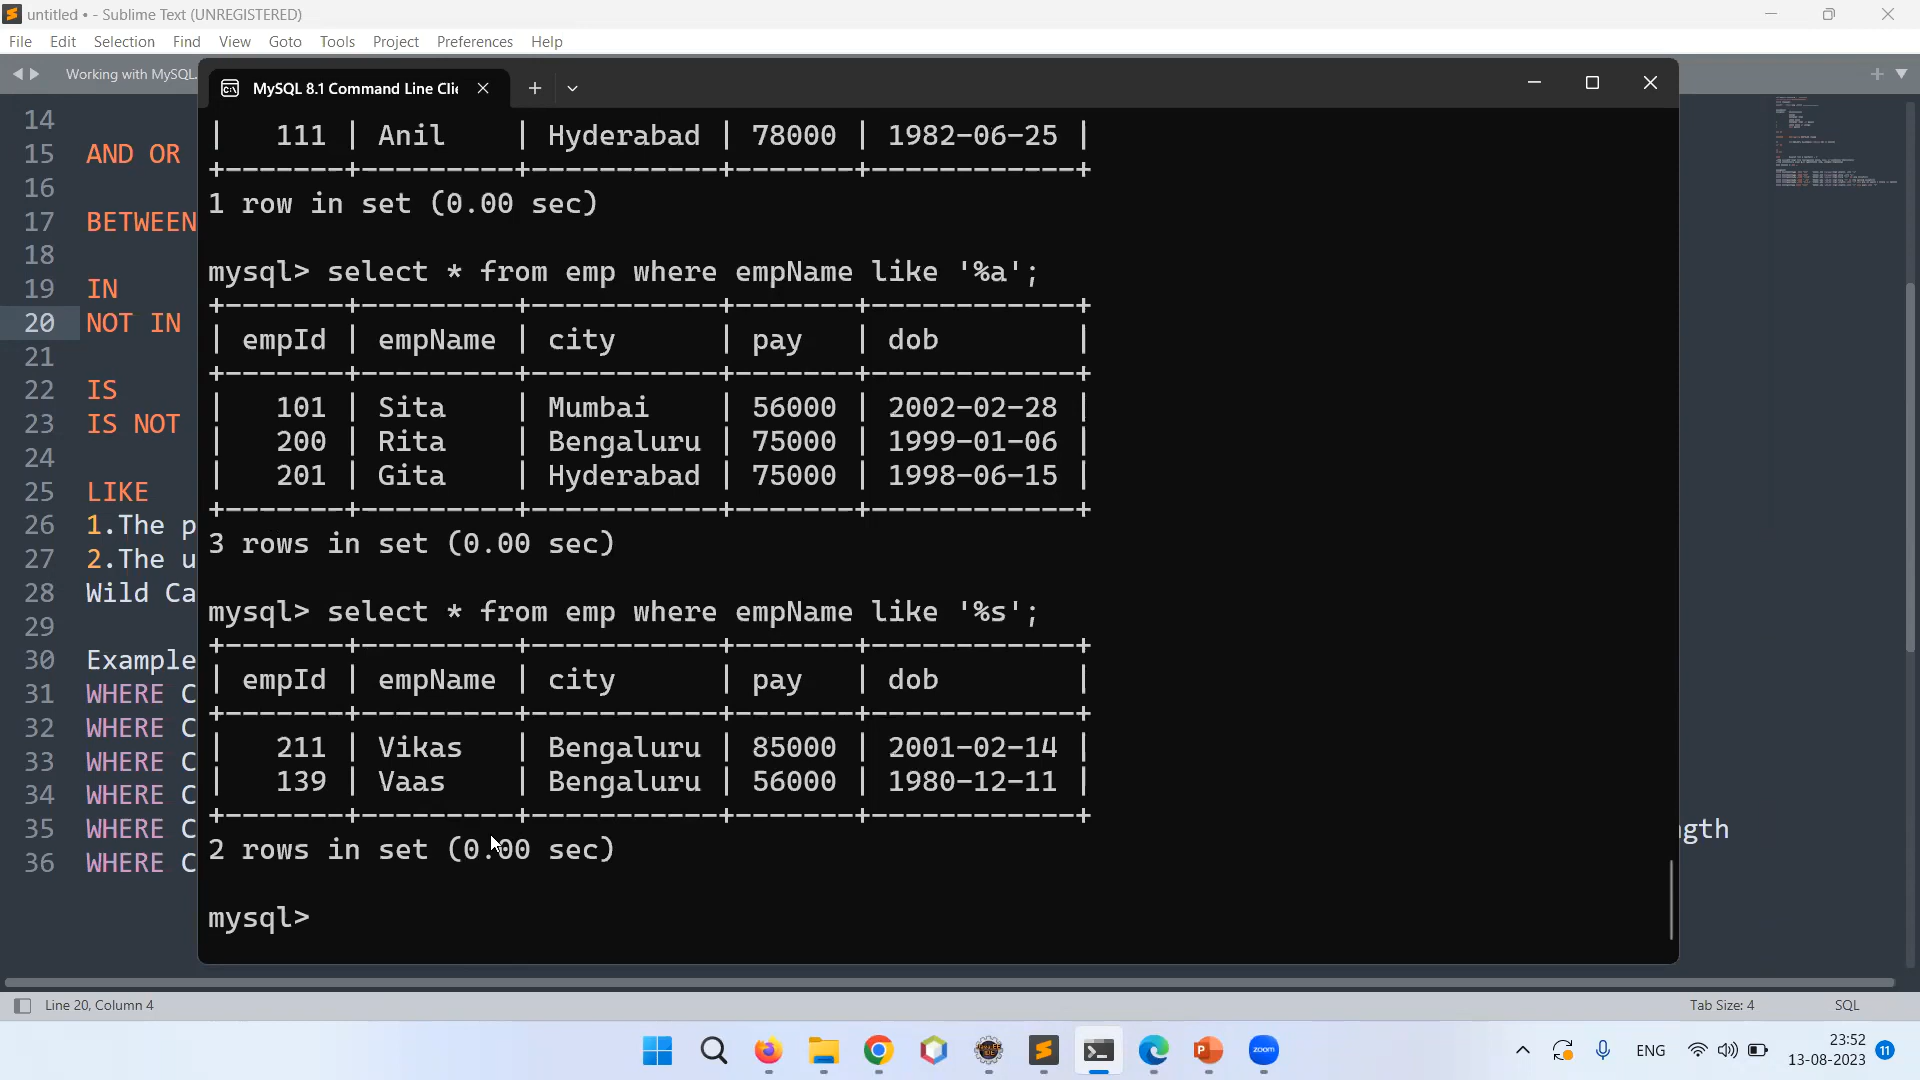 untitled • - Sublime Text (UNREGISTERED)
File Edit Selection Find View Goto Tools Project Preferences Help
Working with MySQL.
MySQL 8.1 Command Line Clie
14
15 AND OR
16
17 BETWEEN
18
19 IN
20 NOT IN
21
22 IS
23 IS NOT
24
25 LIKE
26 1.The p
27 2.The u
28 Wild Ca
29
30 Example
31 WHERE C
32 WHERE C
33 WHERE C
34 WHERE C
35 WHERE C
36 WHERE C
| 111 | Anil | Hyderabad | 78000 | 1982-06-25 |
+-------+---------+-----------+-------+------------+
1 row in set (0.00 sec)
mysql> select * from emp where empName like '%a';
+-------+---------+-----------+-------+------------+
| empId | empName | city | pay | dob |
+-------+---------+-----------+-------+------------+
| 101 | Sita | Mumbai | 56000 | 2002-02-28 |
| 200 | Rita | Bengaluru | 75000 | 1999-01-06 |
| 201 | Gita | Hyderabad | 75000 | 1998-06-15 |
+-------+---------+-----------+-------+------------+
3 rows in set (0.00 sec)
mysql> select * from emp where empName like '%s';
+-------+---------+-----------+-------+------------+
| empId | empName | city | pay | dob |
+-------+---------+-----------+-------+------------+
| 211 | Vikas | Bengaluru | 85000 | 2001-02-14 |
| 139 | Vaas | Bengaluru | 56000 | 1980-12-11 |
+-------+---------+-----------+-------+------------+
2 rows in set (0.00 sec)
mysql>
gth
Line 20, Column 4
Tab Size: 4
SQL
zoom
ENG
23:52
13-08-2023
11